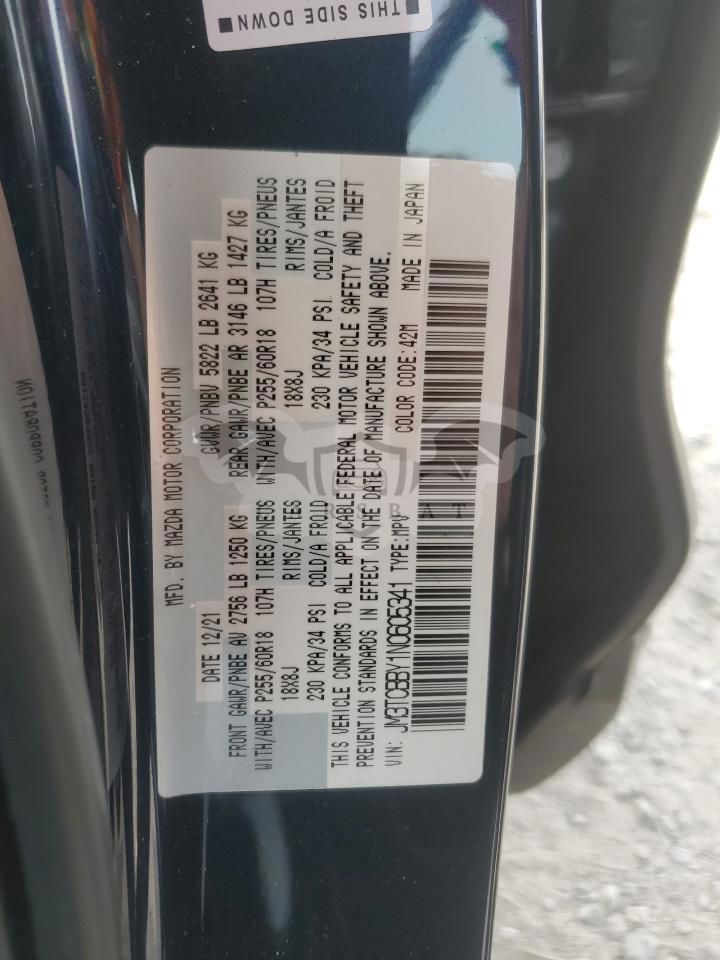 THIS SIDE DOWN
MFD. BY MAZDA MOTOR CORPORATION
DATE 12/21 GVWR/PNBV 5822 LB 2641 KG
FRONT GAWR/PNBE AV 2756 LB 1250 KG REAR GAWR/PNBE AR 3146 LB 1427 KG
WITH/AVEC P255/60R18 107H TIRES/PNEUS WITH/AVEC P255/60R18 107H TIRES/PNEUS
18X8J RIMS/JANTES 18X8J RIMS/JANTES
230 KPA/34 PSI COLD/A FROID 230 KPA/34 PSI COLD/A FROID
THIS VEHICLE CONFORMS TO ALL APPLICABLE FEDERAL MOTOR VEHICLE SAFETY AND THEFT
PREVENTION STANDARDS IN EFFECT ON THE DATE OF MANUFACTURE SHOWN ABOVE.
VIN: JM3TCBBY1N0605341 TYPE:MPV COLOR CODE:42M MADE IN JAPAN
RSBAT